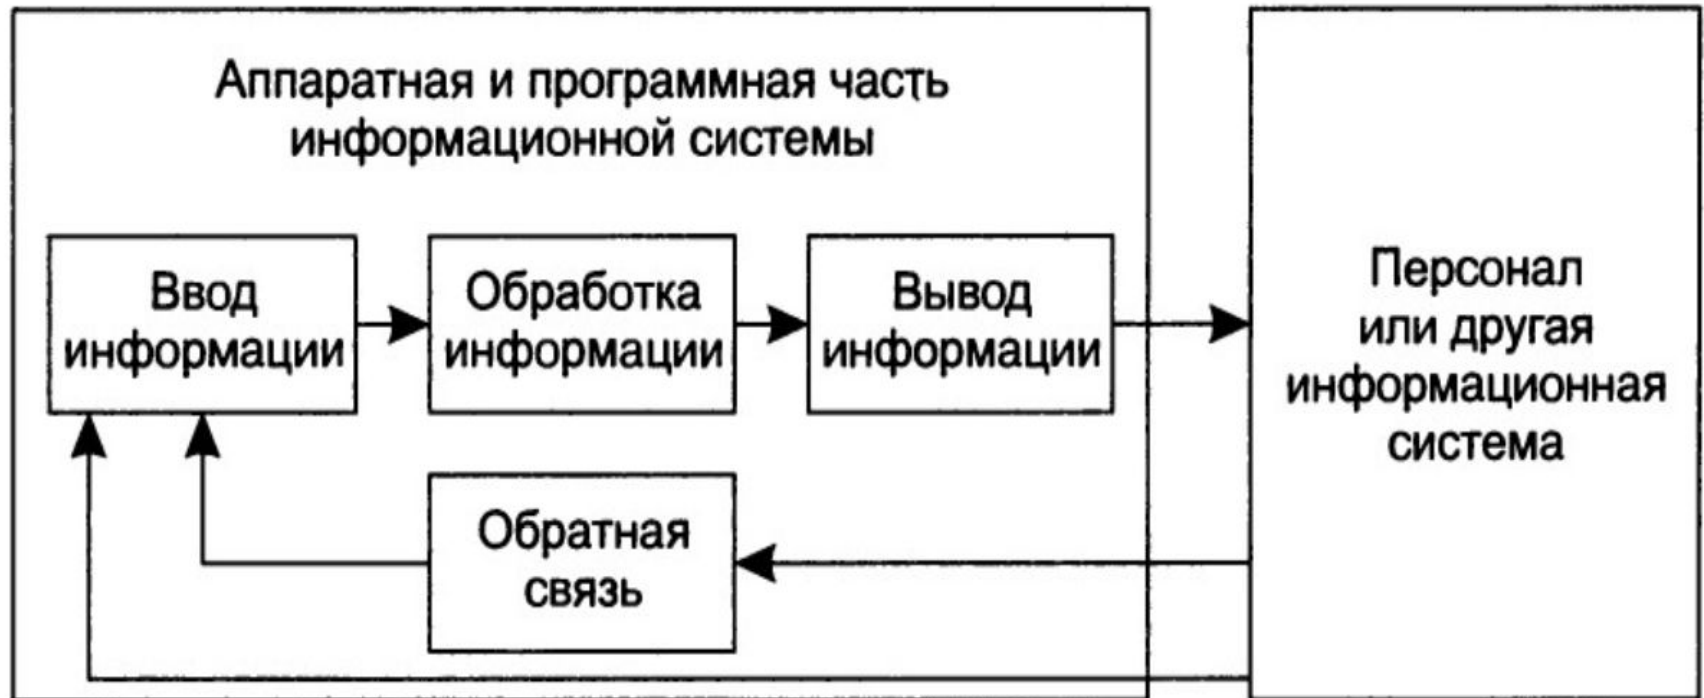 Аппаратная и программная часть
информационной системы
Ввод
информации
Обработка
информации
Вывод
информации
Персонал
или другая
информационная
система
Обратная
связь